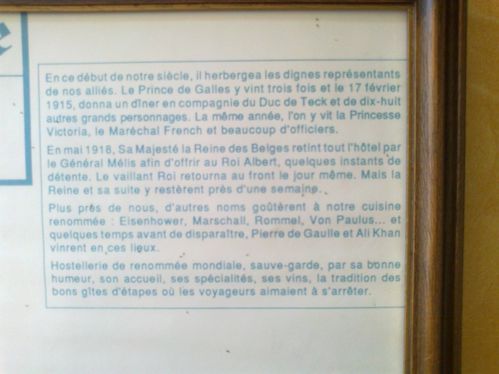 En ce début de notre siècle, il herbergea les dignes représentants
de nos alliés. Le Prince de Galles y vint trois fois et le 17 février
1915, donna un dîner en compagnie du Duc de Teck et de dix-huit
autres grands personnages. La même année, l'on y vit la Princesse
Victoria, le Maréchal French et beaucoup d'officiers.
En mai 1918, Sa Majesté la Reine des Belges retint tout l'hôtel par
le Général Mélis afin d'offrir au Roi Albert, quelques instants de
détente. Le vaillant Roi retourna au front le jour même. Mais la
Reine et sa suite y restèrent près d'une semaine.
Plus près de nous, d'autres noms goûtèrent à notre cuisine
renommée : Eisenhower, Marschall, Rommel, Von Paulus... et
quelques temps avant de disparaître, Pierre de Gaulle et Ali Khan
vinrent en ces lieux.
Hostellerie de renommée mondiale, sauve-garde, par sa bonne
humeur, son accueil, ses spécialités, ses vins, la tradition des
bons gîtes d'étapes où les voyageurs aimaient à s'arrêter.